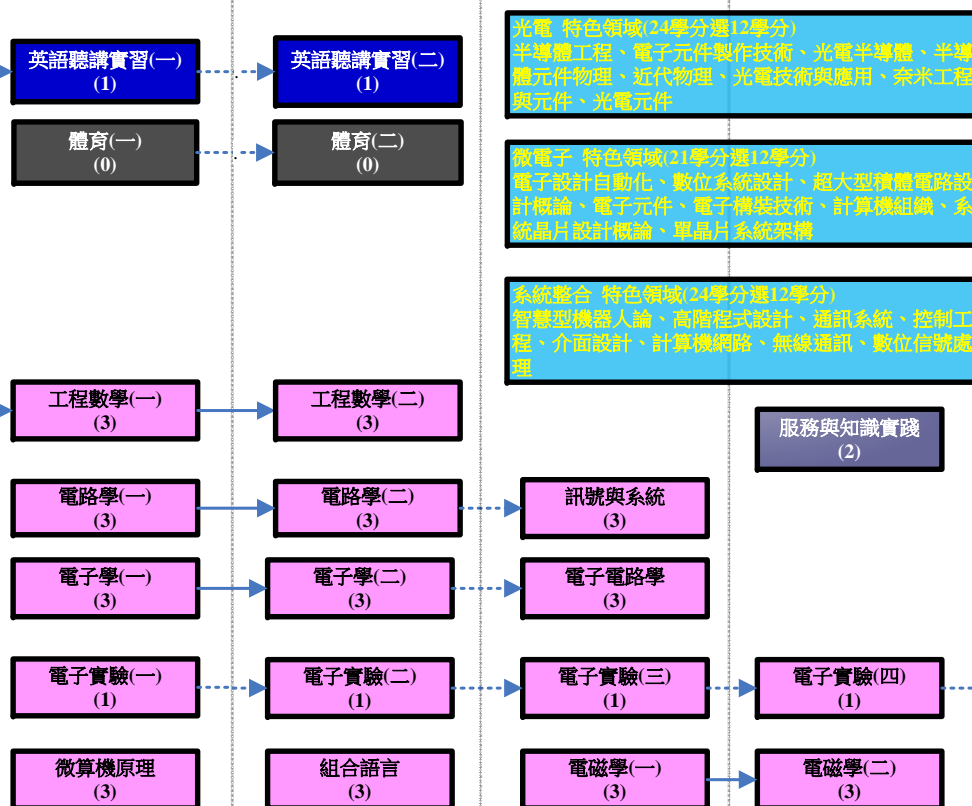 光電 特色領域(24學分選12學分)
半導體工程、電子元件製作技術、光電半導體、半導
體元件物理、近代物理、光電技術與應用、奈米工程
與元件、光電元件
英語聽講實習(一)
(1)
英語聽講實習(二)
(1)
體育(一)
(0)
體育(二)
(0)
微電子 特色領域(21學分選12學分)
電子設計自動化、數位系統設計、超大型積體電路設
計概論、電子元件、電子構裝技術、計算機組織、系
統晶片設計概論、單晶片系統架構
系統整合 特色領域(24學分選12學分)
智慧型機器人論、高階程式設計、通訊系統、控制工
程、介面設計、計算機網路、無線通訊、數位信號處
理
工程數學(一)
(3)
工程數學(二)
(3)
服務與知識實踐
(2)
電路學(一)
(3)
電路學(二)
(3)
訊號與系統
(3)
電子學(一)
(3)
電子學(二)
(3)
電子電路學
(3)
電子實驗(一)
(1)
電子實驗(二)
(1)
電子實驗(三)
(1)
電子實驗(四)
(1)
微算機原理
(3)
組合語言
(3)
電磁學(一)
(3)
電磁學(二)
(3)